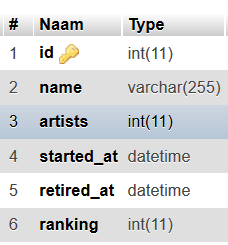 # Naam Type
1 id int(11)
2 name varchar(255)
3 artists int(11)
4 started_at datetime
5 retired_at datetime
6 ranking int(11)